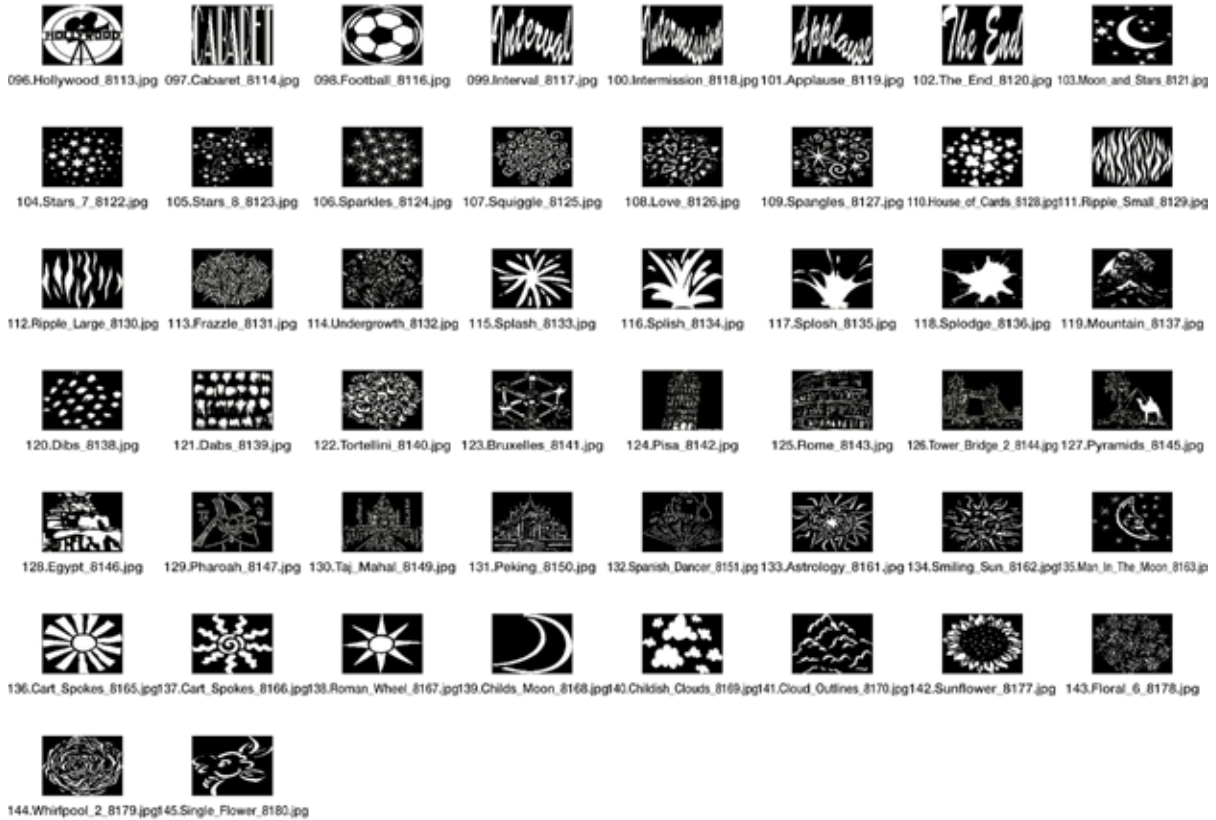 HOLLYWOOD CABARET Interval Intermission Applause The End
096.Hollywood_8113.jpg 097.Cabaret_8114.jpg 098.Football_8116.jpg 099.Interval_8117.jpg 100.Intermission_8118.jpg 101.Applause_8119.jpg 102.The_End_8120.jpg 103.Moon_and_Stars_8121.jpg
104.Stars_7_8122.jpg 105.Stars_8_8123.jpg 106.Sparkles_8124.jpg 107.Squiggle_8125.jpg 108.Love_8126.jpg 109.Spangles_8127.jpg 110.House_of_Cards_8128.jpg 111.Ripple_Small_8129.jpg
112.Ripple_Large_8130.jpg 113.Frazzle_8131.jpg 114.Undergrowth_8132.jpg 115.Splash_8133.jpg 116.Splish_8134.jpg 117.Splosh_8135.jpg 118.Splodge_8136.jpg 119.Mountain_8137.jpg
120.Dibs_8138.jpg 121.Dabs_8139.jpg 122.Tortellini_8140.jpg 123.Bruxelles_8141.jpg 124.Pisa_8142.jpg 125.Rome_8143.jpg 126.Tower_Bridge_2_8144.jpg 127.Pyramids_8145.jpg
128.Egypt_8146.jpg 129.Pharoah_8147.jpg 130.Taj_Mahal_8149.jpg 131.Peking_8150.jpg 132.Spanish_Dancer_8151.jpg 133.Astrology_8161.jpg 134.Smiling_Sun_8162.jpg 135.Man_In_The_Moon_8163.jp
136.Cart_Spokes_8165.jpg 137.Cart_Spokes_8166.jpg 138.Roman_Wheel_8167.jpg 139.Childs_Moon_8168.jpg 140.Childish_Clouds_8169.jpg 141.Cloud_Outlines_8170.jpg 142.Sunflower_8177.jpg 143.Floral_6_8178.jpg
144.Whirlpool_2_8179.jpg 145.Single_Flower_8180.jpg